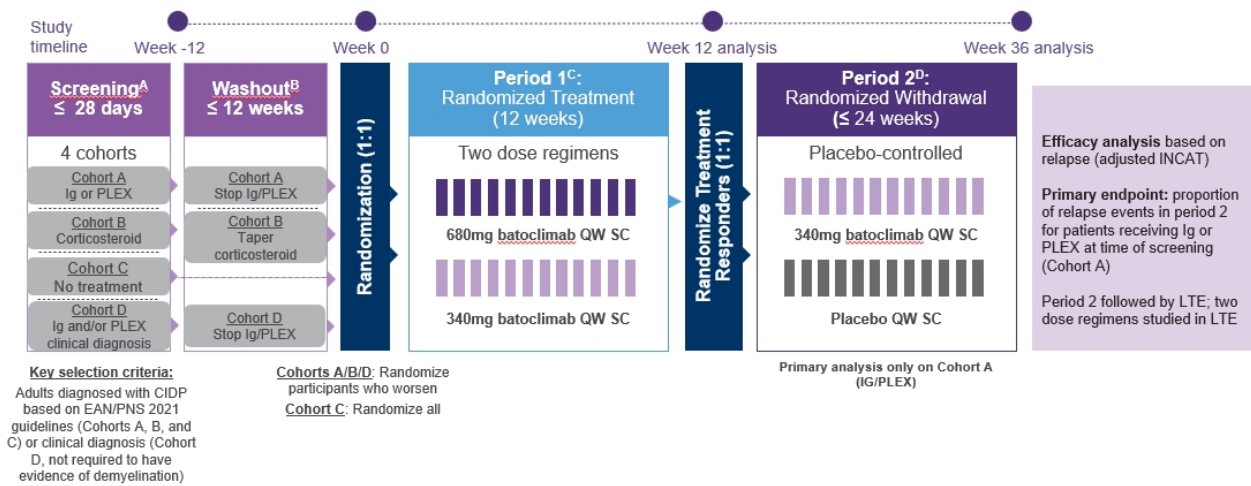 Study
timeline
Week -12
Week 0
Week 12 analysis
Week 36 analysis
Screeningᴬ
≤ 28 days
4 cohorts
Cohort A
Ig or PLEX
Cohort B
Corticosteroid
Cohort C
No treatment
Cohort D
Ig and/or PLEX
clinical diagnosis
Washoutᴮ
≤ 12 weeks
Cohort A
Stop Ig/PLEX
Cohort B
Taper
corticosteroid
Cohort D
Stop Ig/PLEX
Randomization (1:1)
Period 1ᶜ:
Randomized Treatment
(12 weeks)
Two dose regimens
680mg batoclimab QW SC
340mg batoclimab QW SC
Randomize Treatment
Responders (1:1)
Period 2ᴰ:
Randomized Withdrawal
(≤ 24 weeks)
Placebo-controlled
340mg batoclimab QW SC
Placebo QW SC
Efficacy analysis based on
relapse (adjusted INCAT)
Primary endpoint: proportion
of relapse events in period 2
for patients receiving Ig or
PLEX at time of screening
(Cohort A)
Period 2 followed by LTE; two
dose regimens studied in LTE
Key selection criteria:
Adults diagnosed with CIDP
based on EAN/PNS 2021
guidelines (Cohorts A, B, and
C) or clinical diagnosis (Cohort
D, not required to have
evidence of demyelination)
Cohorts A/B/D: Randomize
participants who worsen
Cohort C: Randomize all
Primary analysis only on Cohort A
(IG/PLEX)